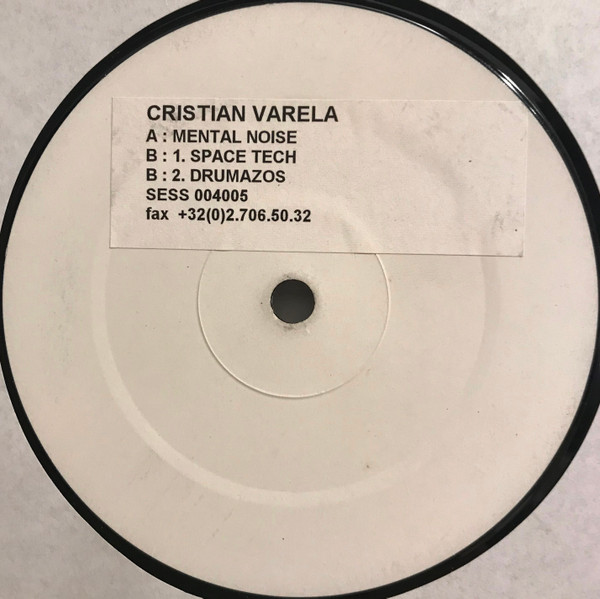 CRISTIAN VARELA
A : MENTAL NOISE
B : 1. SPACE TECH
B : 2. DRUMAZOS
SESS 004005
fax +32(0)2.706.50.32